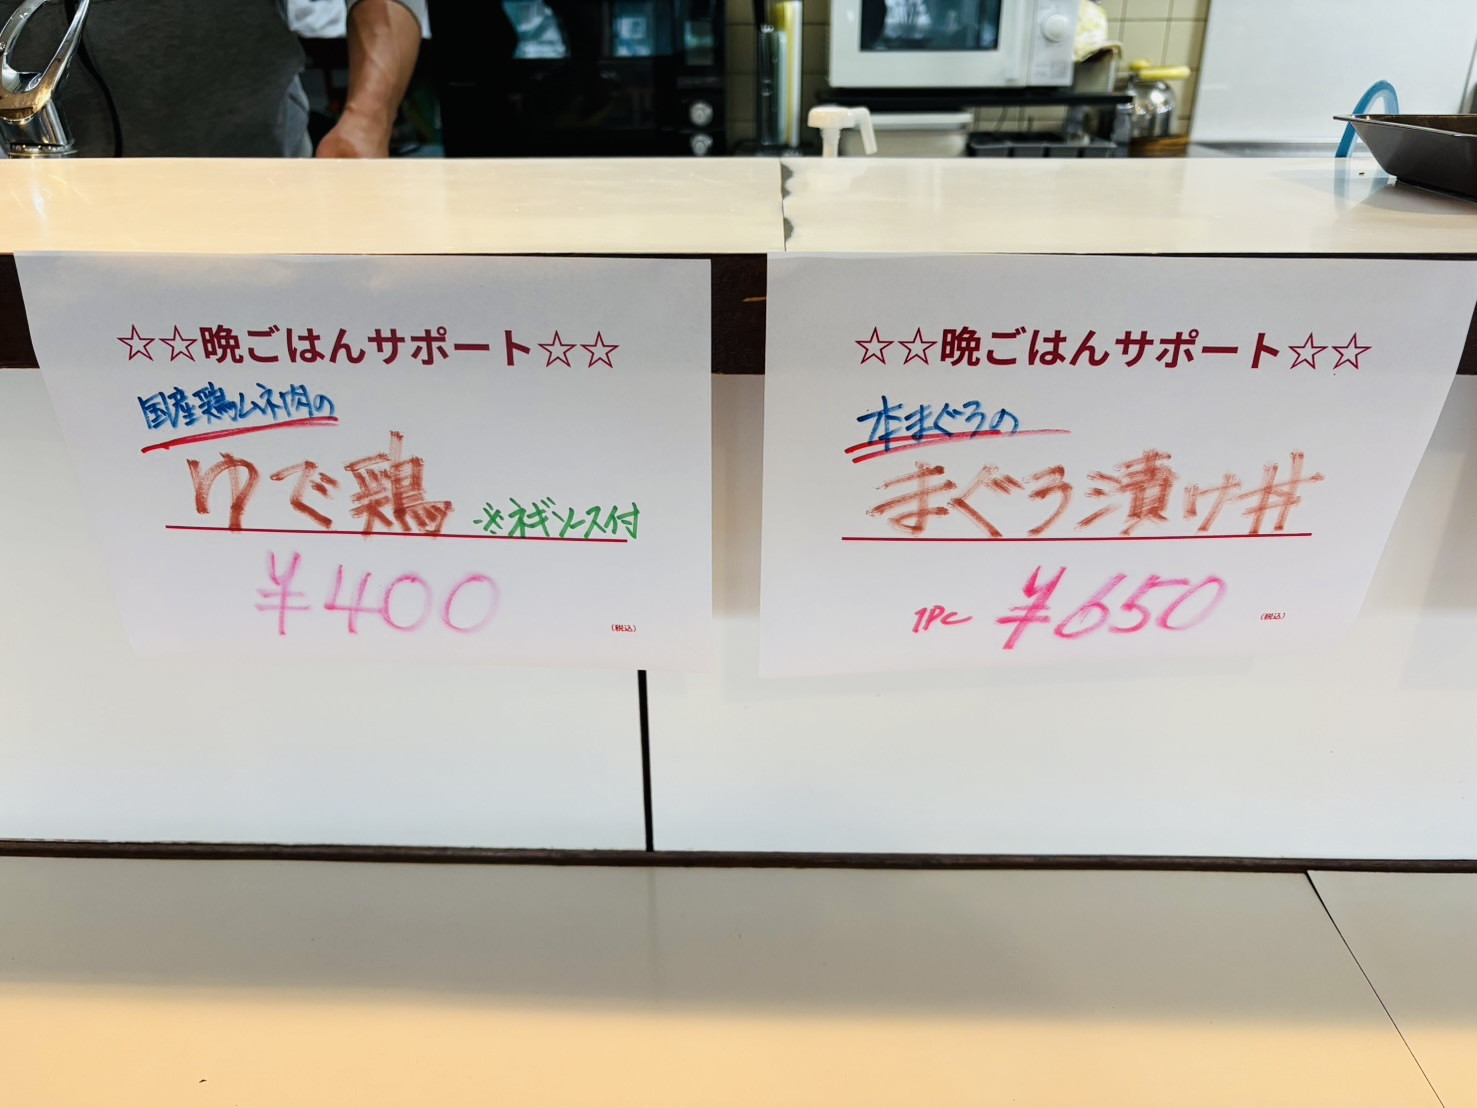 ☆☆晩ごはんサポート☆☆
国産鶏ムネ肉の
ゆで鶏 ※ネギソース付
¥400 (税込)
☆☆晩ごはんサポート☆☆
本まぐろの
まぐろ漬け丼
1Pc ¥650 (税込)